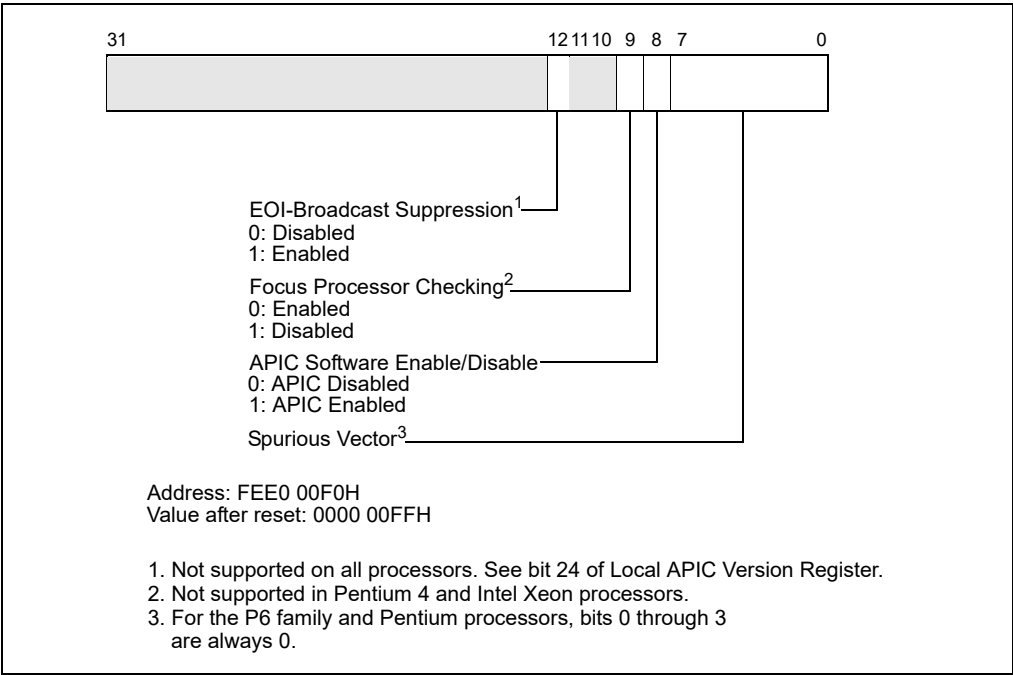 31 12 11 10 9 8 7 0
EOI-Broadcast Suppression1
0: Disabled
1: Enabled
Focus Processor Checking2
0: Enabled
1: Disabled
APIC Software Enable/Disable
0: APIC Disabled
1: APIC Enabled
Spurious Vector3
Address: FEE0 00F0H
Value after reset: 0000 00FFH
1. Not supported on all processors. See bit 24 of Local APIC Version Register.
2. Not supported in Pentium 4 and Intel Xeon processors.
3. For the P6 family and Pentium processors, bits 0 through 3
are always 0.